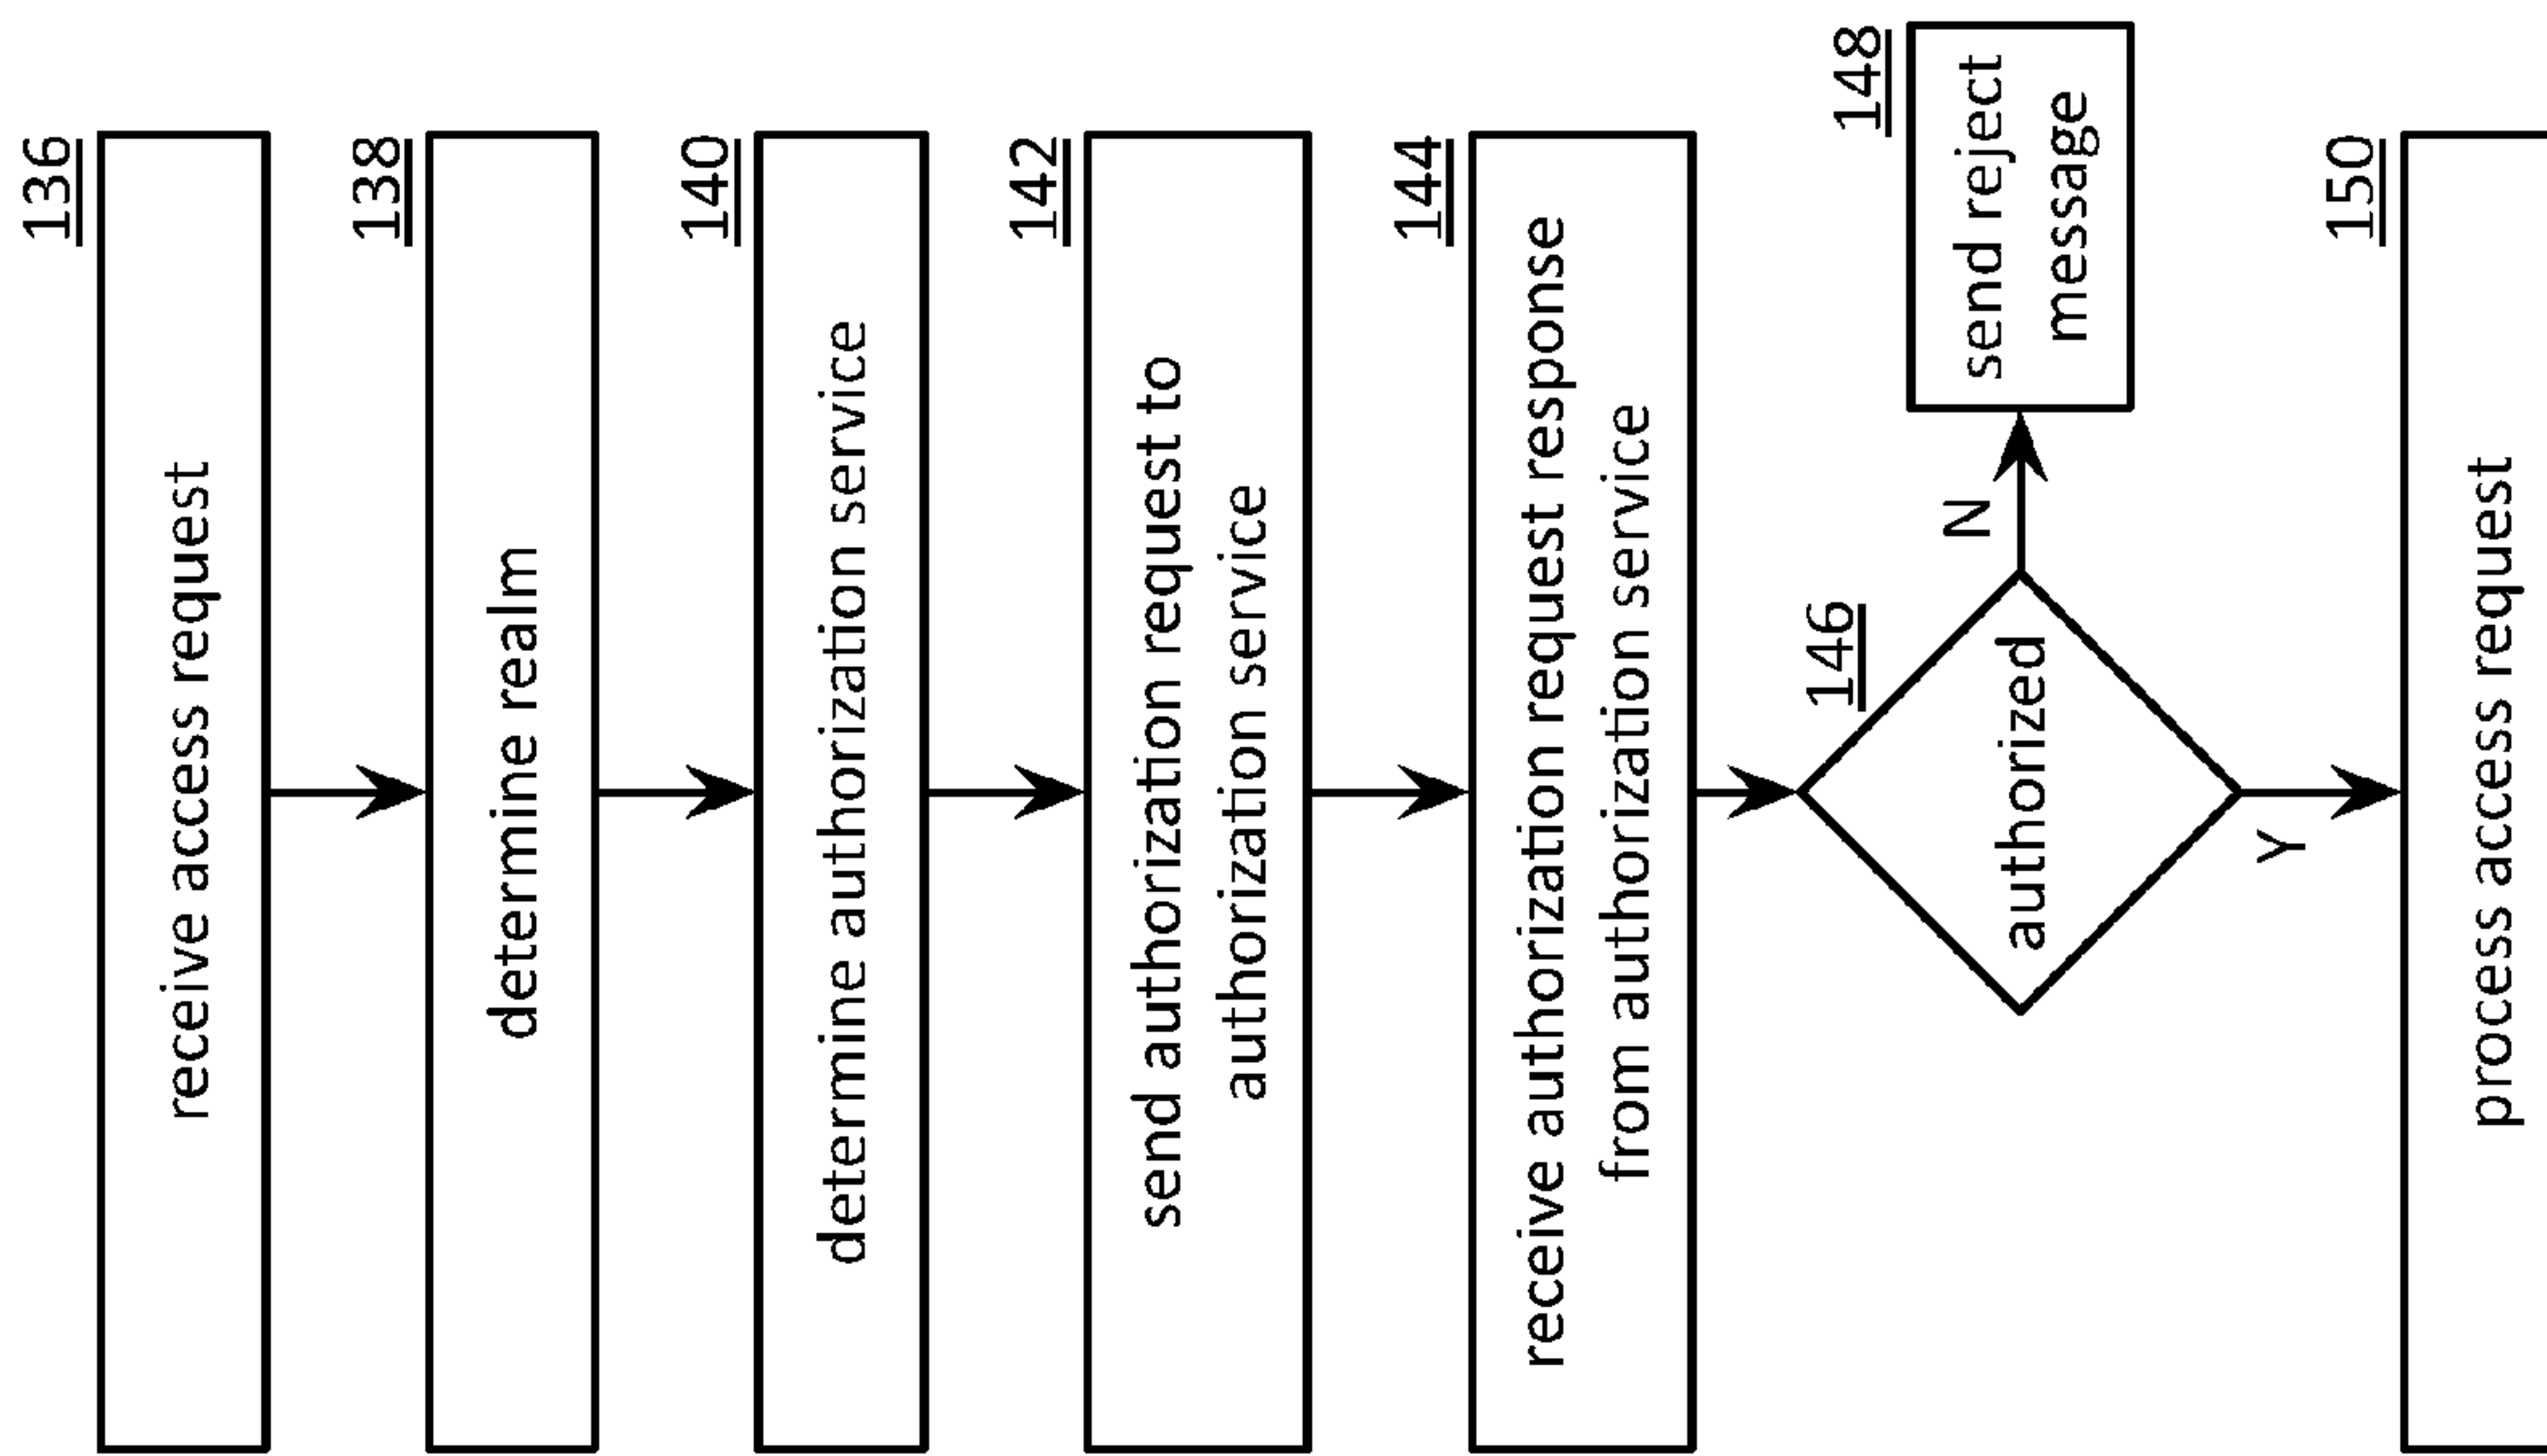 136
receive access request
138
determine realm
140
determine authorization service
142
send authorization request to
authorization service
144
receive authorization request response
from authorization service
146
authorized
N
148
send reject
message
Y
150
process access request